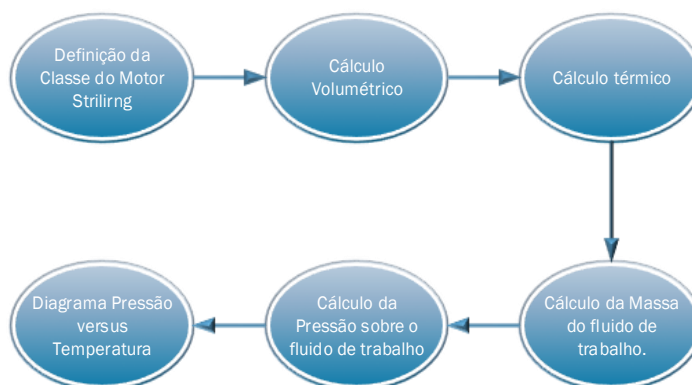 Definição da
Classe do Motor
Strilirng
Cálculo
Volumétrico
Cálculo térmico
Diagrama Pressão
versus
Temperatura
Cálculo da
Pressão sobre o
fluido de trabalho
Cálculo da Massa
do fluido de
trabalho.